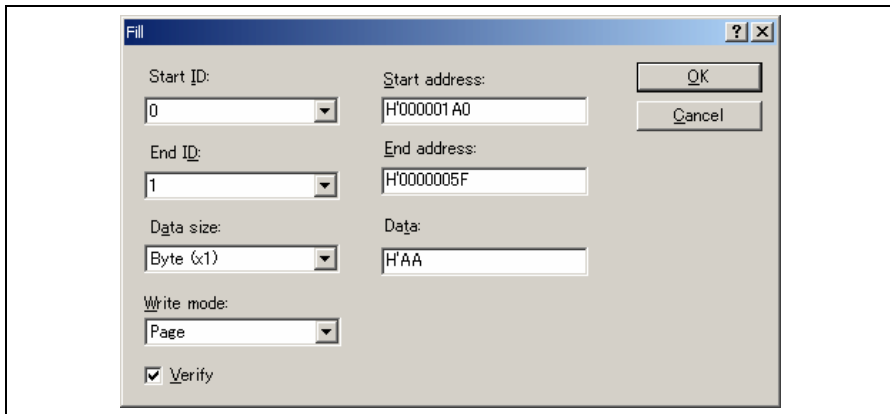 Fill
Start ID:
0
End ID:
1
Data size:
Byte (x1)
Write mode:
Page
Verify
Start address:
H'000001A0
End address:
H'0000005F
Data:
H'AA
OK
Cancel